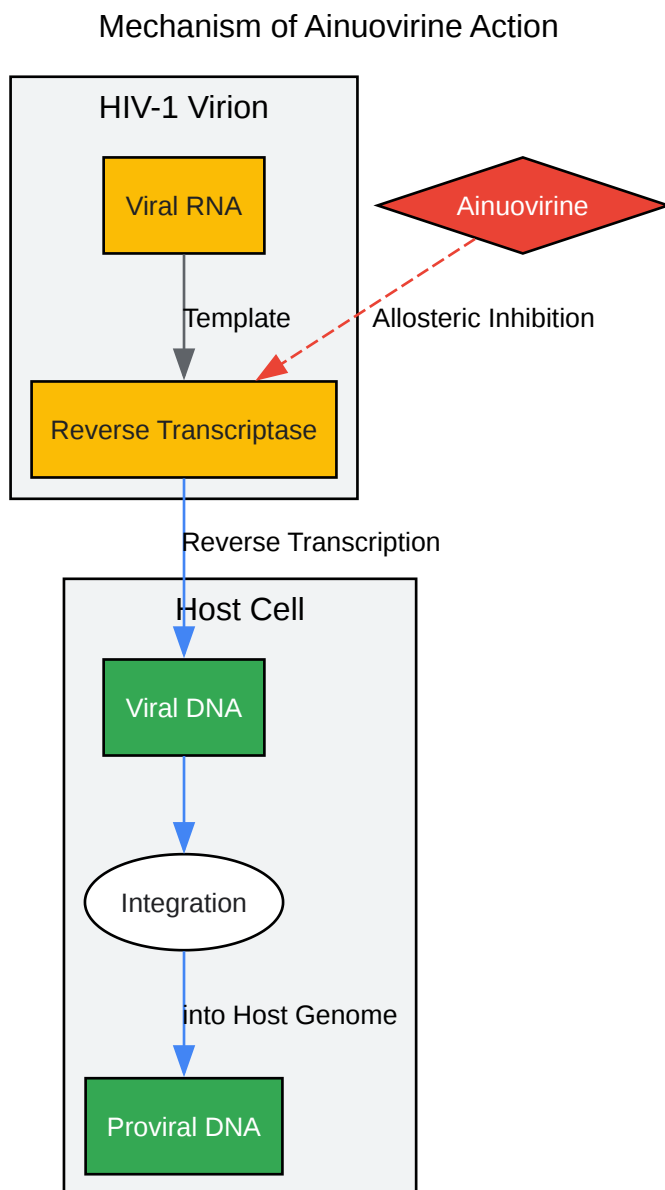 Mechanism of Ainuovirine Action
HIV-1 Virion
Viral RNA
Ainuovirine
Template
Allosteric Inhibition
Reverse Transcriptase
Reverse Transcription
Host Cell
Viral DNA
Integration
into Host Genome
Proviral DNA